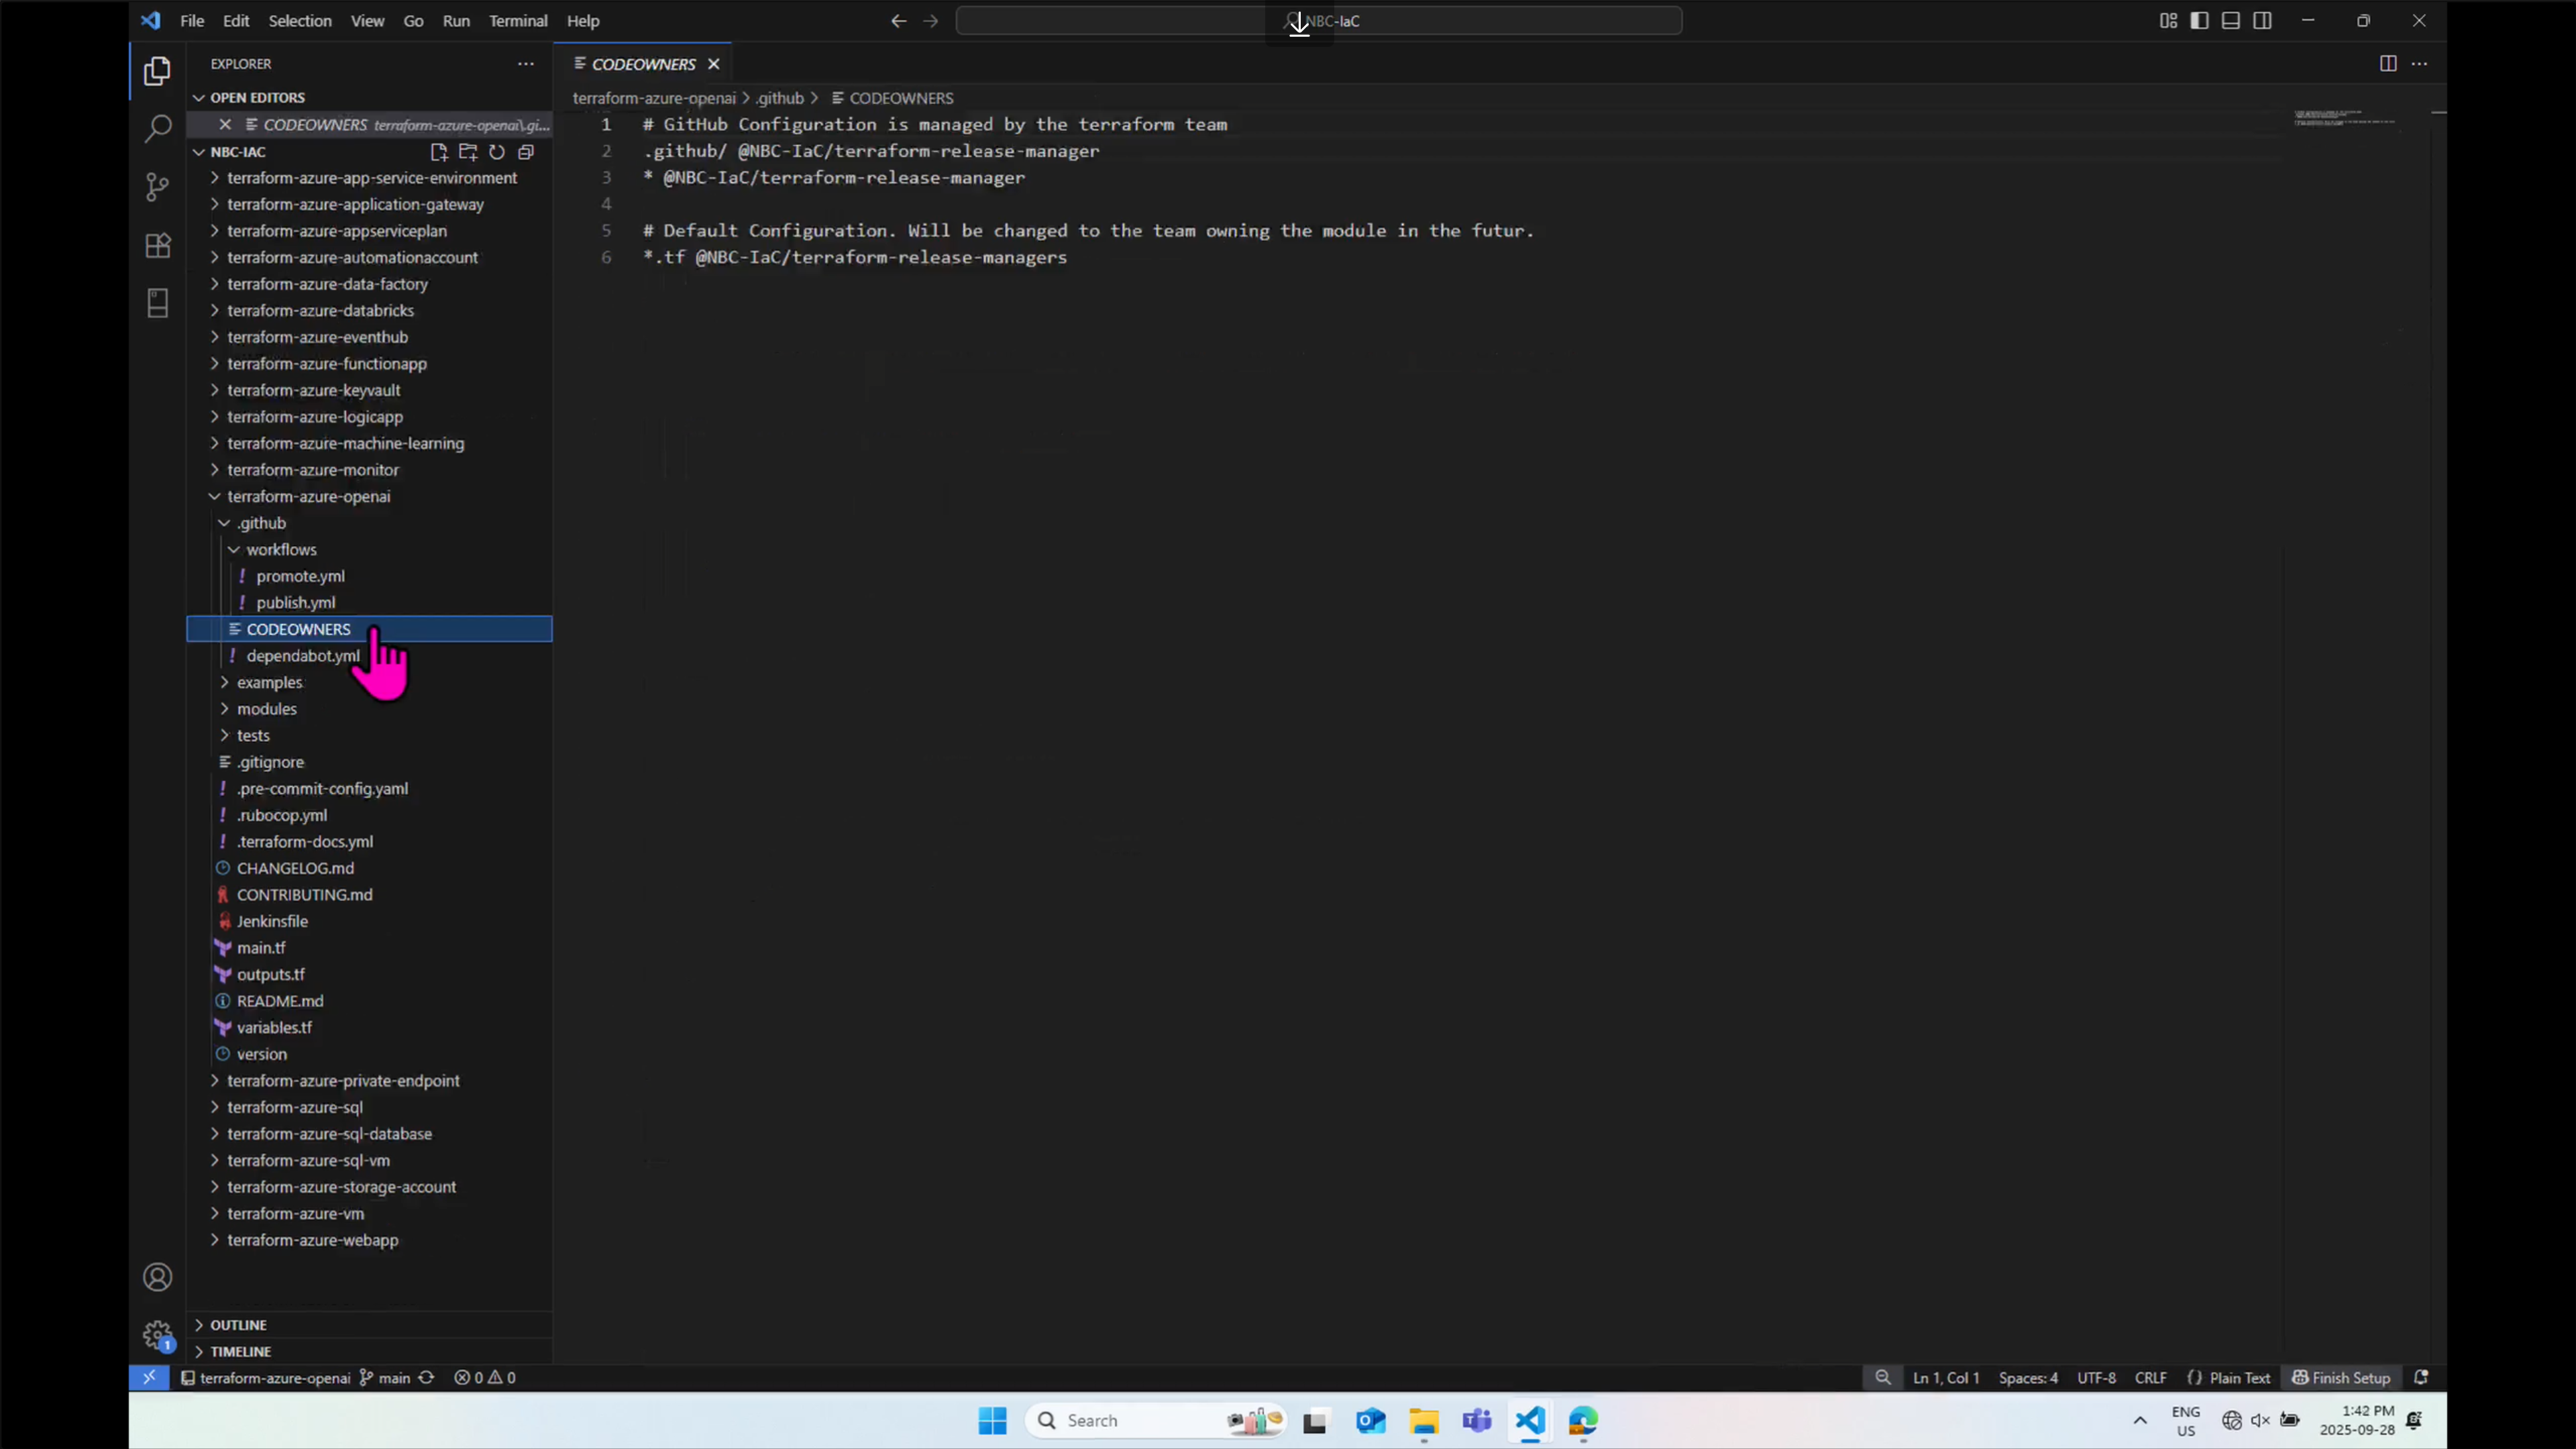 File Edit Selection View Go Run Terminal Help
NBC-IaC
EXPLORER
OPEN EDITORS
CODEOWNERS terraform-azure-openai\.gi...
NBC-IAC
terraform-azure-app-service-environment
terraform-azure-application-gateway
terraform-azure-appserviceplan
terraform-azure-automationaccount
terraform-azure-data-factory
terraform-azure-databricks
terraform-azure-eventhub
terraform-azure-functionapp
terraform-azure-keyvault
terraform-azure-logicapp
terraform-azure-machine-learning
terraform-azure-monitor
terraform-azure-openai
.github
workflows
promote.yml
publish.yml
CODEOWNERS
dependabot.yml
examples
modules
tests
.gitignore
.pre-commit-config.yaml
.rubocop.yml
.terraform-docs.yml
CHANGELOG.md
CONTRIBUTING.md
Jenkinsfile
main.tf
outputs.tf
README.md
variables.tf
version
terraform-azure-private-endpoint
terraform-azure-sql
terraform-azure-sql-database
terraform-azure-sql-vm
terraform-azure-storage-account
terraform-azure-vm
terraform-azure-webapp
OUTLINE
TIMELINE
CODEOWNERS
terraform-azure-openai > .github > CODEOWNERS
1 # GitHub Configuration is managed by the terraform team
2 .github/ @NBC-IaC/terraform-release-manager
3 * @NBC-IaC/terraform-release-manager
4
5 # Default Configuration. Will be changed to the team owning the module in the futur.
6 *.tf @NBC-IaC/terraform-release-managers
1
terraform-azure-openai main 0 0 Ln 1, Col 1 Spaces: 4 UTF-8 CRLF {} Plain Text Finish Setup
Search
ENG
US
1:42 PM
2025-09-28